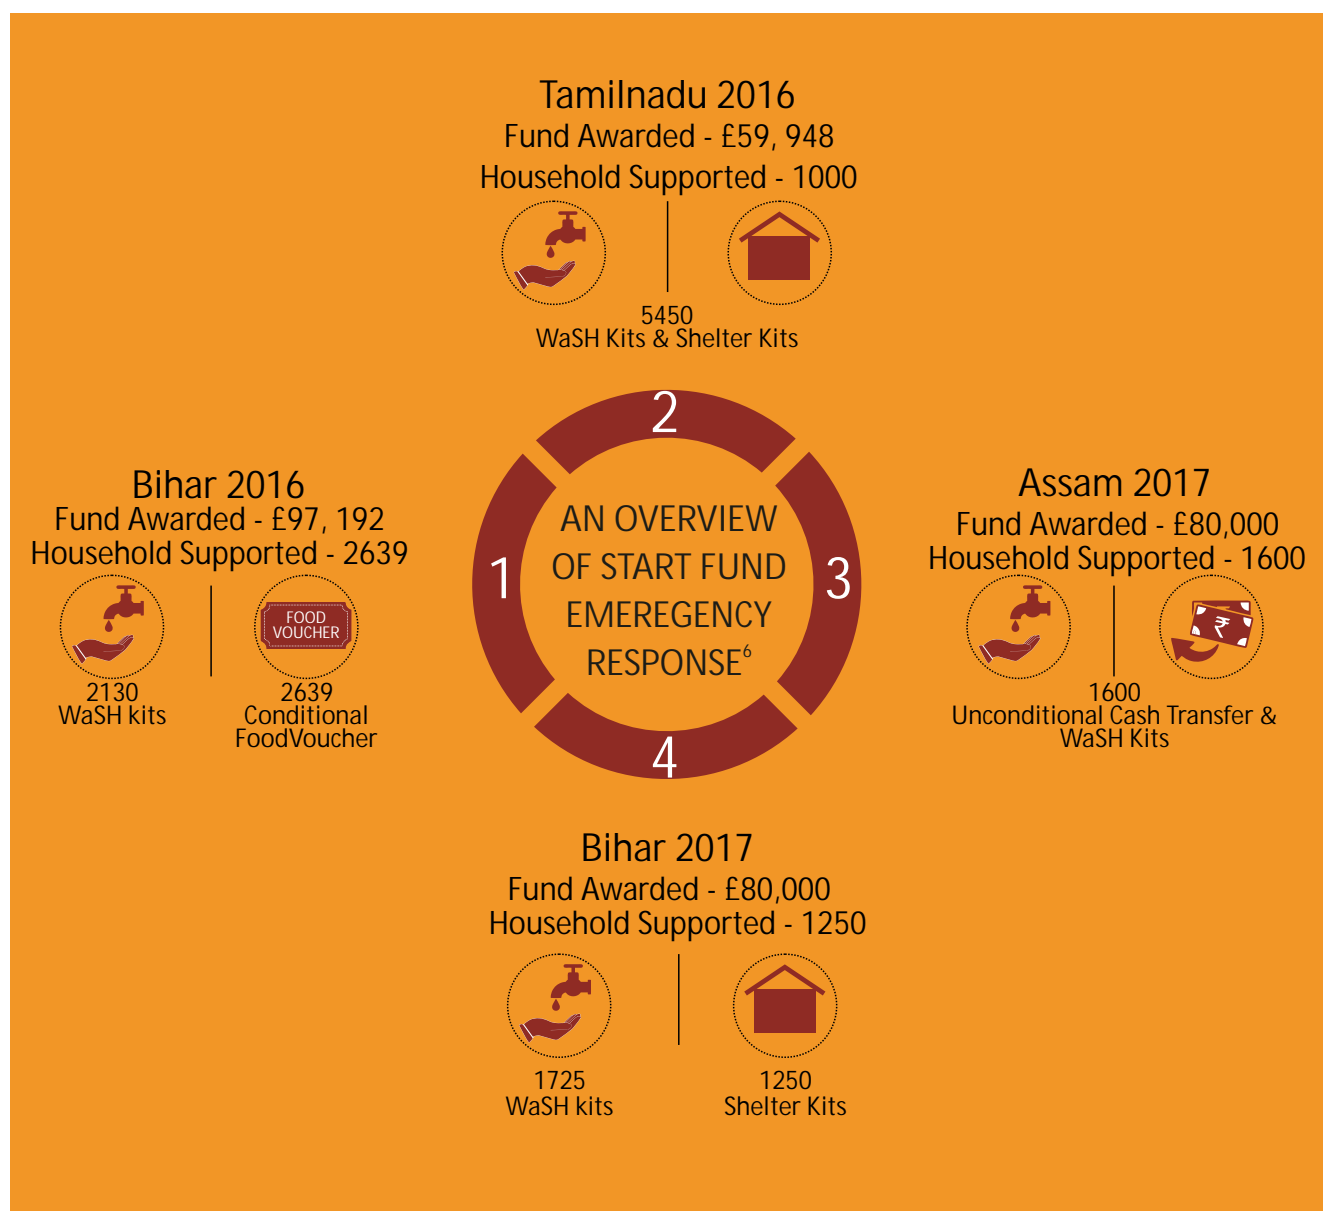 Tamilnadu 2016
Fund Awarded - £59, 948
Household Supported - 1000
5450
WaSH Kits & Shelter Kits
Bihar 2016
Fund Awarded - £97, 192
Household Supported - 2639
FOOD
VOUCHER
2130
WaSH kits
2639
Conditional
FoodVoucher
1
2
3
4
AN OVERVIEW
OF START FUND
EMEREGENCY
RESPONSE⁶
Assam 2017
Fund Awarded - £80,000
Household Supported - 1600
₹
1600
Unconditional Cash Transfer &
WaSH Kits
Bihar 2017
Fund Awarded - £80,000
Household Supported - 1250
1725
WaSH kits
1250
Shelter Kits